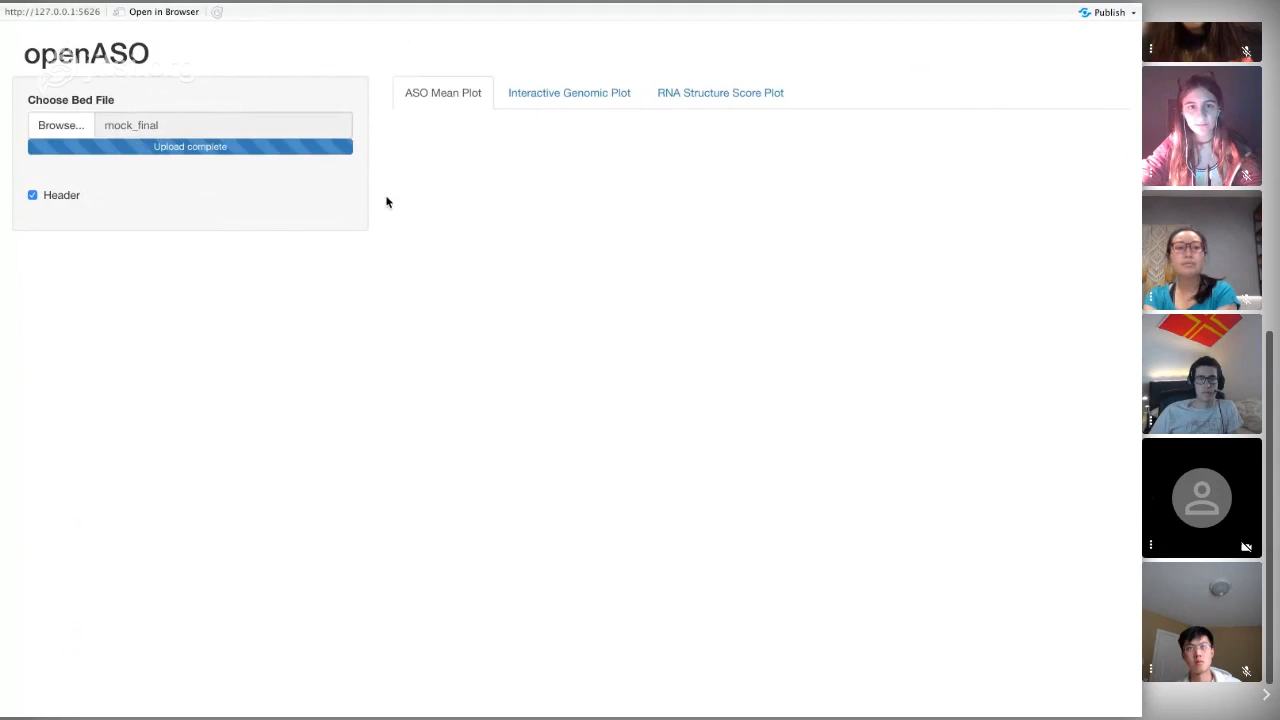 http://127.0.0.1:5626
Open in Browser
Publish
openASO
Choose Bed File
Browse...
mock_final
Upload complete
Header
ASO Mean Plot
Interactive Genomic Plot
RNA Structure Score Plot